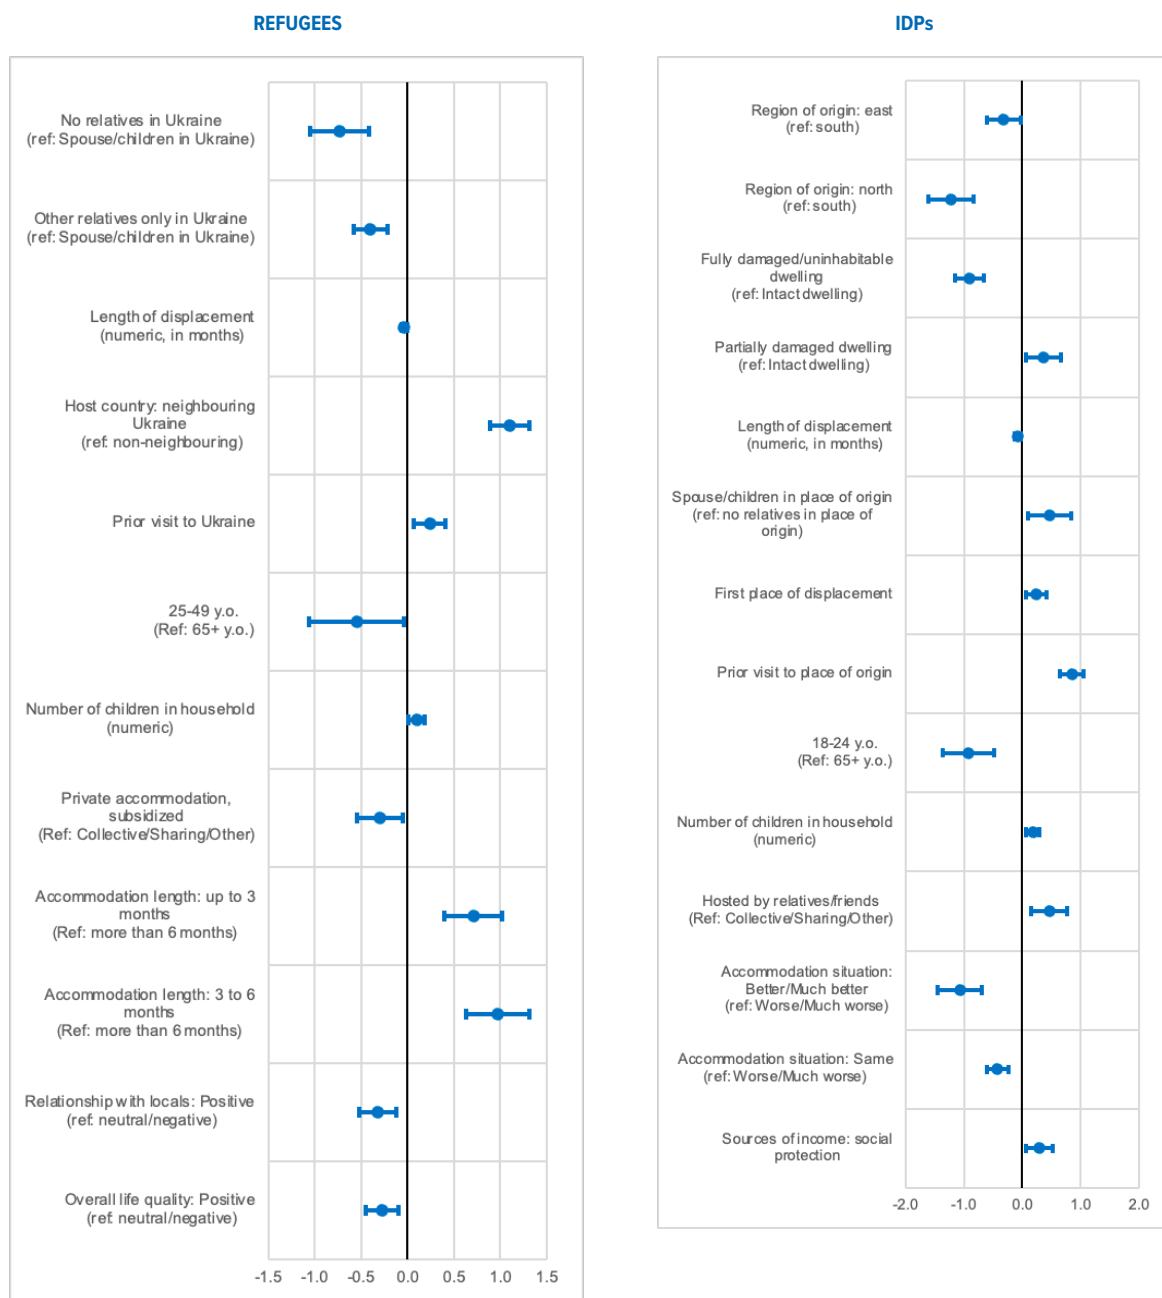 REFUGEES
No relatives in Ukraine
(ref: Spouse/children in Ukraine)
Other relatives only in Ukraine
(ref: Spouse/children in Ukraine)
Length of displacement
(numeric, in months)
Host country: neighbouring
Ukraine
(ref: non-neighbouring)
Prior visit to Ukraine
25-49 y.o.
(Ref: 65+ y.o.)
Number of children in household
(numeric)
Private accommodation,
subsidized
(Ref: Collective/Sharing/Other)
Accommodation length: up to 3
months
(Ref: more than 6 months)
Accommodation length: 3 to 6
months
(Ref: more than 6 months)
Relationship with locals: Positive
(ref: neutral/negative)
Overall life quality: Positive
(ref: neutral/negative)
-1.5 -1.0 -0.5 0.0 0.5 1.0 1.5
IDPs
Region of origin: east
(ref: south)
Region of origin: north
(ref: south)
Fully damaged/uninhabitable
dwelling
(ref: Intact dwelling)
Partially damaged dwelling
(ref: Intact dwelling)
Length of displacement
(numeric, in months)
Spouse/children in place of origin
(ref: no relatives in place of
origin)
First place of displacement
Prior visit to place of origin
18-24 y.o.
(Ref: 65+ y.o.)
Number of children in household
(numeric)
Hosted by relatives/friends
(Ref: Collective/Sharing/Other)
Accommodation situation:
Better/Much better
(ref: Worse/Much worse)
Accommodation situation: Same
(ref: Worse/Much worse)
Sources of income: social
protection
-2.0 -1.0 0.0 1.0 2.0